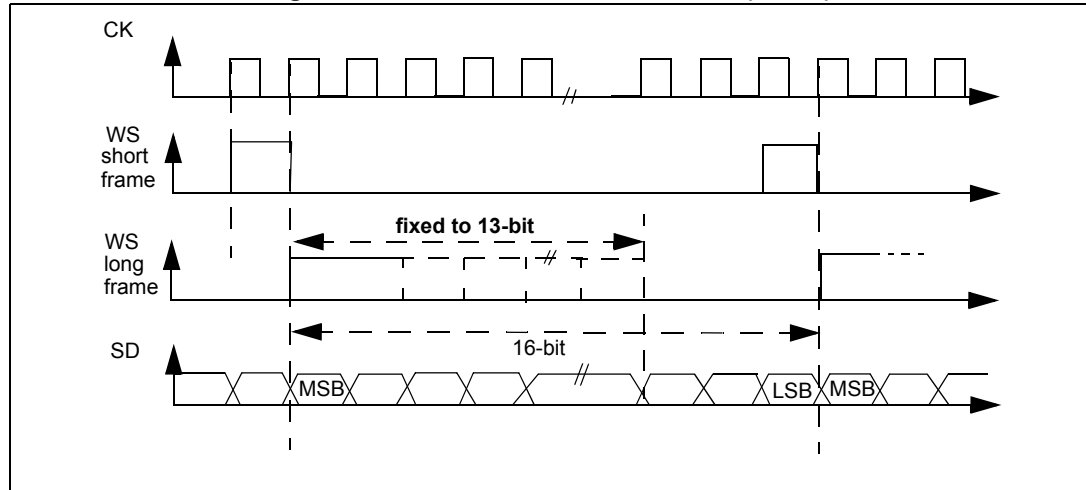 CK
WS
short
frame
fixed to 13-bit
WS
long
frame
16-bit
SD
MSB
LSB
MSB